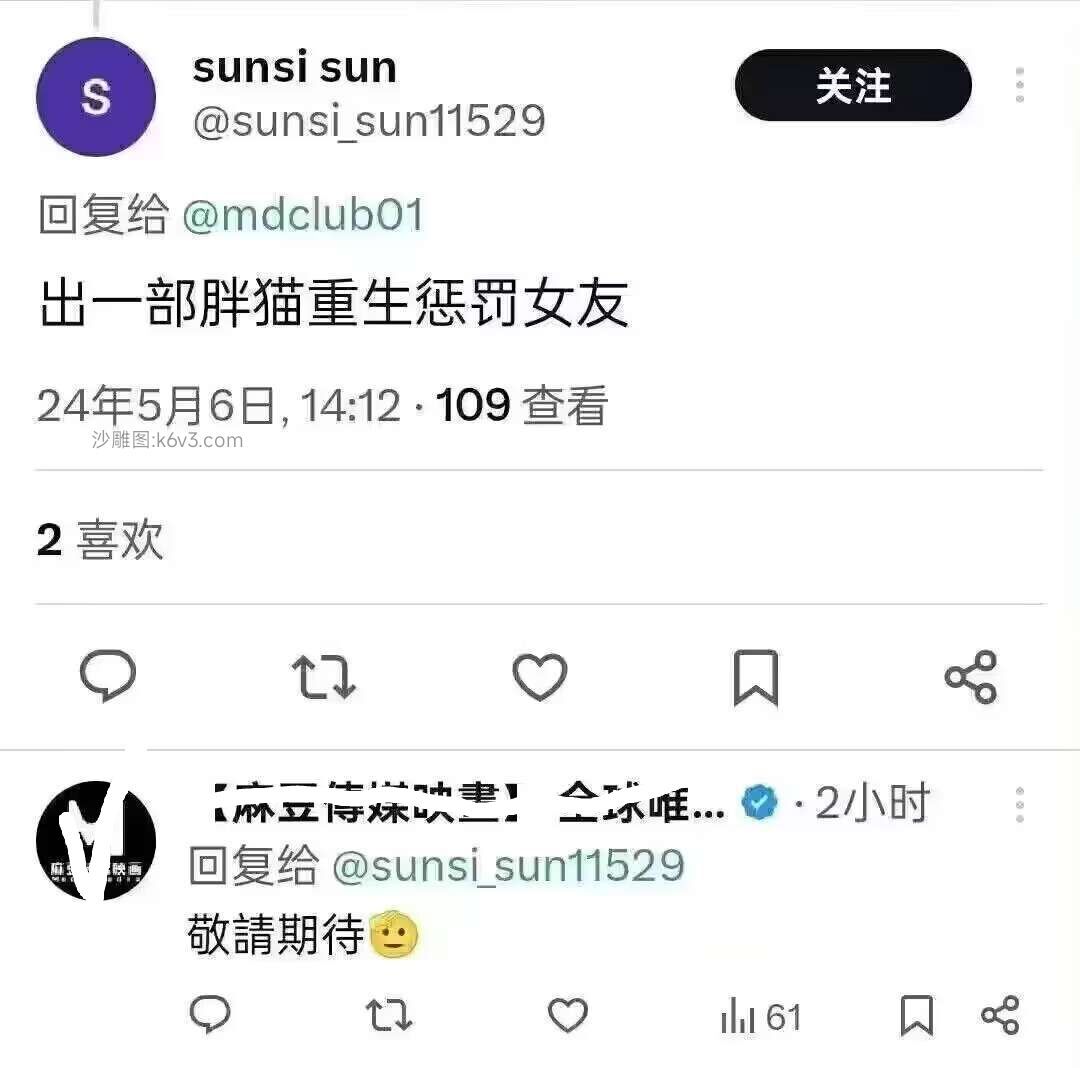 S
sunsi sun
@sunsi_sun11529
关注
回复给 @mdclub01
出一部胖猫重生惩罚女友
24年5月6日, 14:12 · 109 查看
沙雕图:k6v3.com
2 喜欢
【麻豆傳媒映畫】 全球唯... · 2小时
回复给 @sunsi_sun11529
敬請期待🫡
61